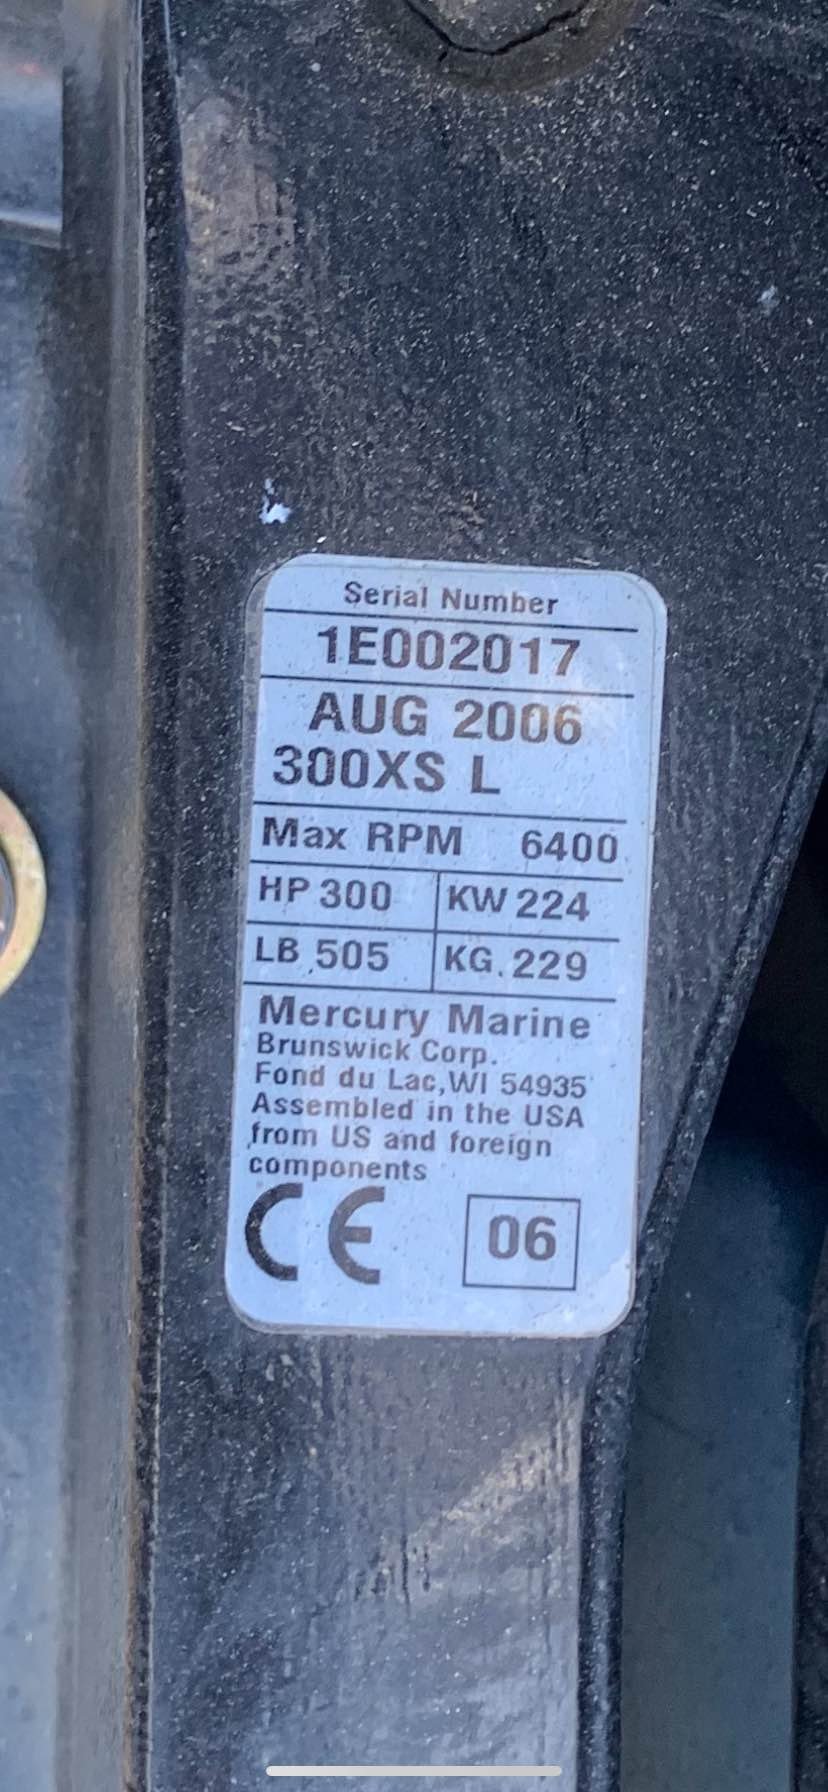 Serial Number
1E002017
AUG 2006
300XS L
Max RPM 6400
HP 300 KW 224
LB. 505 KG. 229
Mercury Marine
Brunswick Corp.
Fond du Lac, WI 54935
Assembled in the USA
from US and foreign
components
CE 06